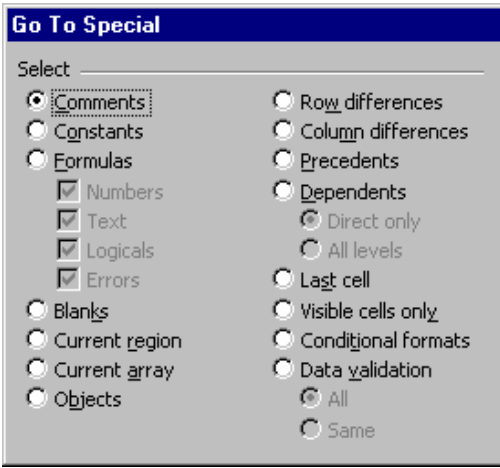 Go To Special
Select
Comments
Constants
Formulas
Numbers
Text
Logicals
Errors
Blanks
Current region
Current array
Objects
Row differences
Column differences
Precedents
Dependents
Direct only
All levels
Last cell
Visible cells only
Conditional formats
Data validation
All
Same